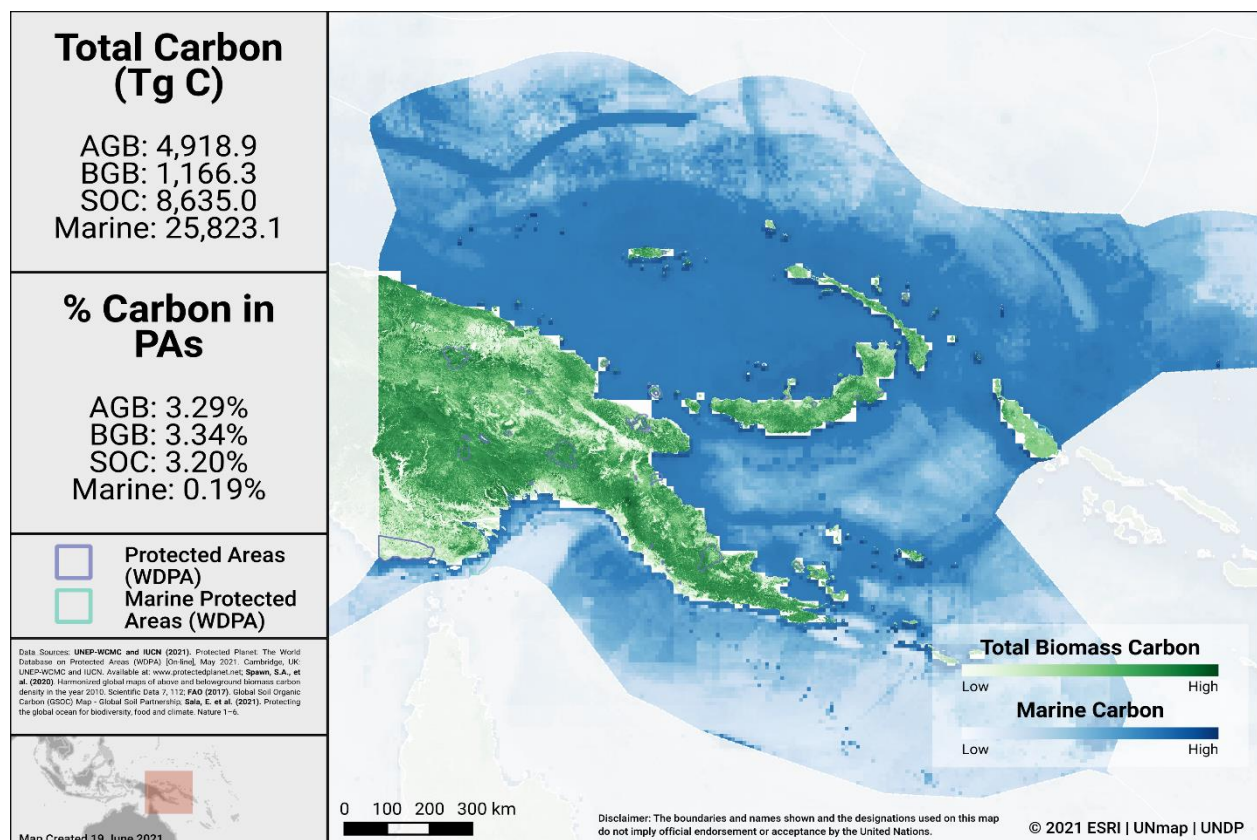 Total Carbon
(Tg C)
AGB: 4,918.9
BGB: 1,166.3
SOC: 8,635.0
Marine: 25,823.1
% Carbon in
PAs
AGB: 3.29%
BGB: 3.34%
SOC: 3.20%
Marine: 0.19%
Protected Areas
(WDPA)
Marine Protected
Areas (WDPA)
Data Sources: UNEP-WCMC and IUCN (2021). Protected Planet: The World
Database on Protected Areas (WDPA) [On-line], May 2021. Cambridge, UK:
UNEP-WCMC and IUCN. Available at: www.protectedplanet.net; Spawn, S.A., et
al. (2020). Harmonized global maps of above and belowground biomass carbon
density in the year 2010. Scientific Data 7, 112; FAO (2017). Global Soil Organic
Carbon (GSOC) Map - Global Soil Partnership; Sala, E. et al. (2021). Protecting
the global ocean for biodiversity, food and climate. Nature 1–6.
Map Created 19 June 2021
0 100 200 300 km
Disclaimer: The boundaries and names shown and the designations used on this map
do not imply official endorsement or acceptance by the United Nations.
Total Biomass Carbon
Low High
Marine Carbon
Low High
© 2021 ESRI | UNmap | UNDP